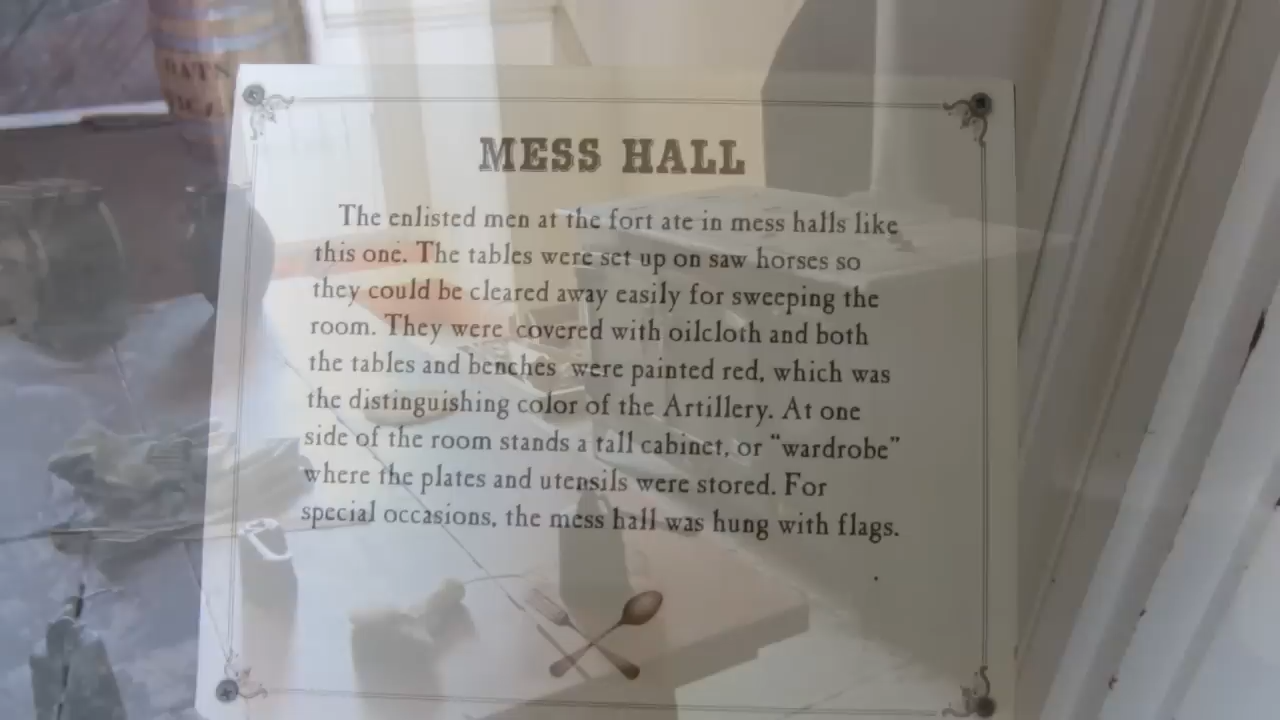 MESS HALL
The enlisted men at the fort ate in mess halls like
this one. The tables were set up on saw horses so
they could be cleared away easily for sweeping the
room. They were covered with oilcloth and both
the tables and benches were painted red, which was
the distinguishing color of the Artillery. At one
side of the room stands a tall cabinet, or "wardrobe"
where the plates and utensils were stored. For
special occasions, the mess hall was hung with flags.